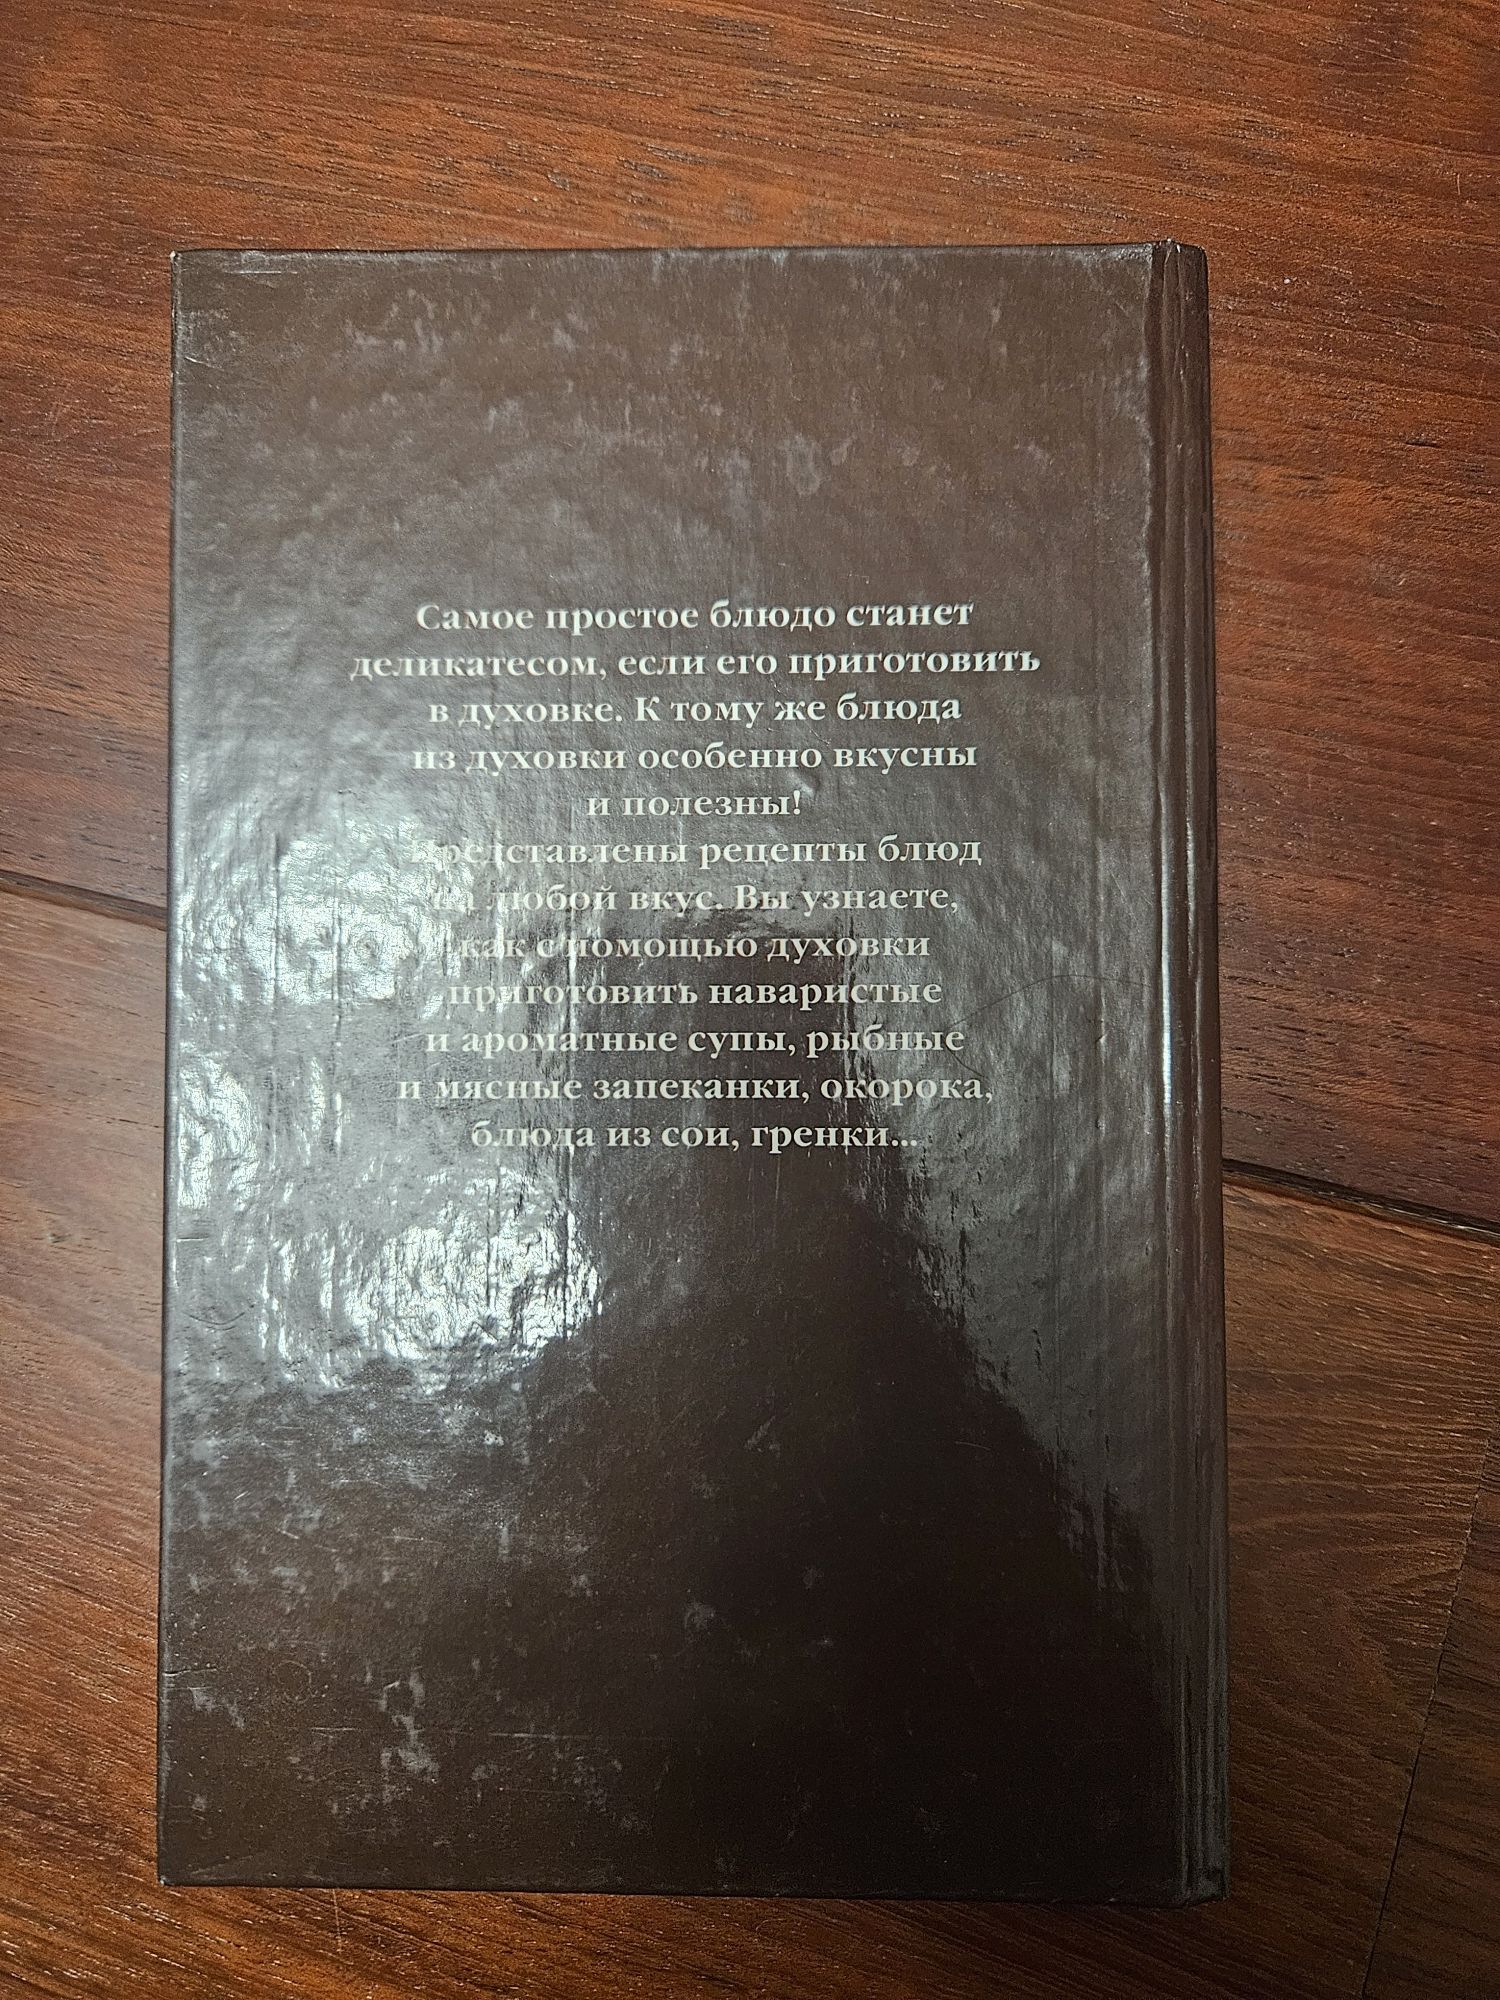 Самое простое блюдо станет
деликатесом, если его приготовить
в духовке. К тому же блюда
из духовки особенно вкусны
и полезны!
Представлены рецепты блюд
на любой вкус. Вы узнаете,
как с помощью духовки
приготовить наваристые
и ароматные супы, рыбные
и мясные запеканки, окорока,
блюда из сои, гренки...